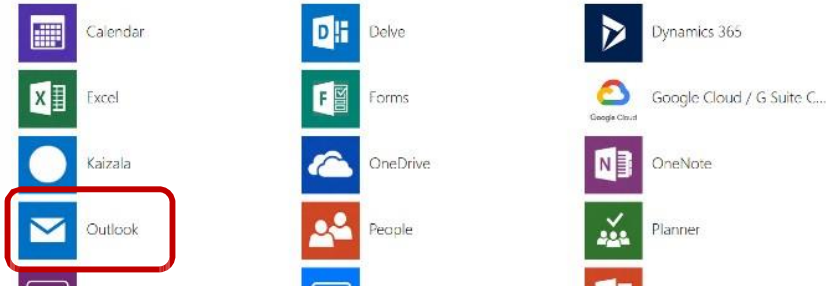 Calendar
Delve
Dynamics 365
Excel
Forms
Google Cloud
Google Cloud / G Suite C...
Kaizala
OneDrive
OneNote
Outlook
People
Planner